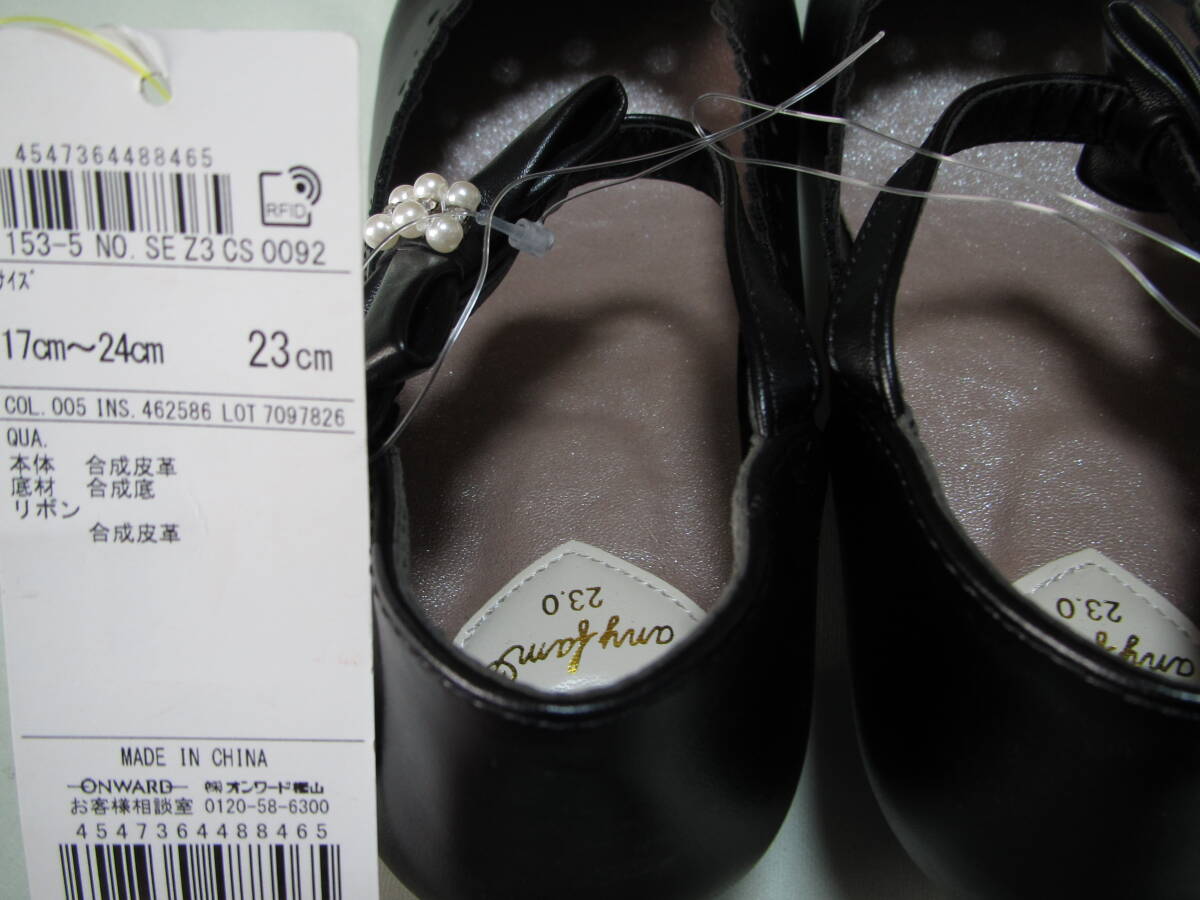 4547364488465
RFID
153-5 NO. SE Z3 CS 0092
サイズ
17cm〜24cm 23cm
COL. 005 INS. 462586 LOT 7097826
QUA.
本体 合成皮革
底材 合成底
リボン
合成皮革
MADE IN CHINA
ONWARD ㈱オンワード樫山
お客様相談室 0120-58-6300
4547364488465
23.0
any fam
23.0
any